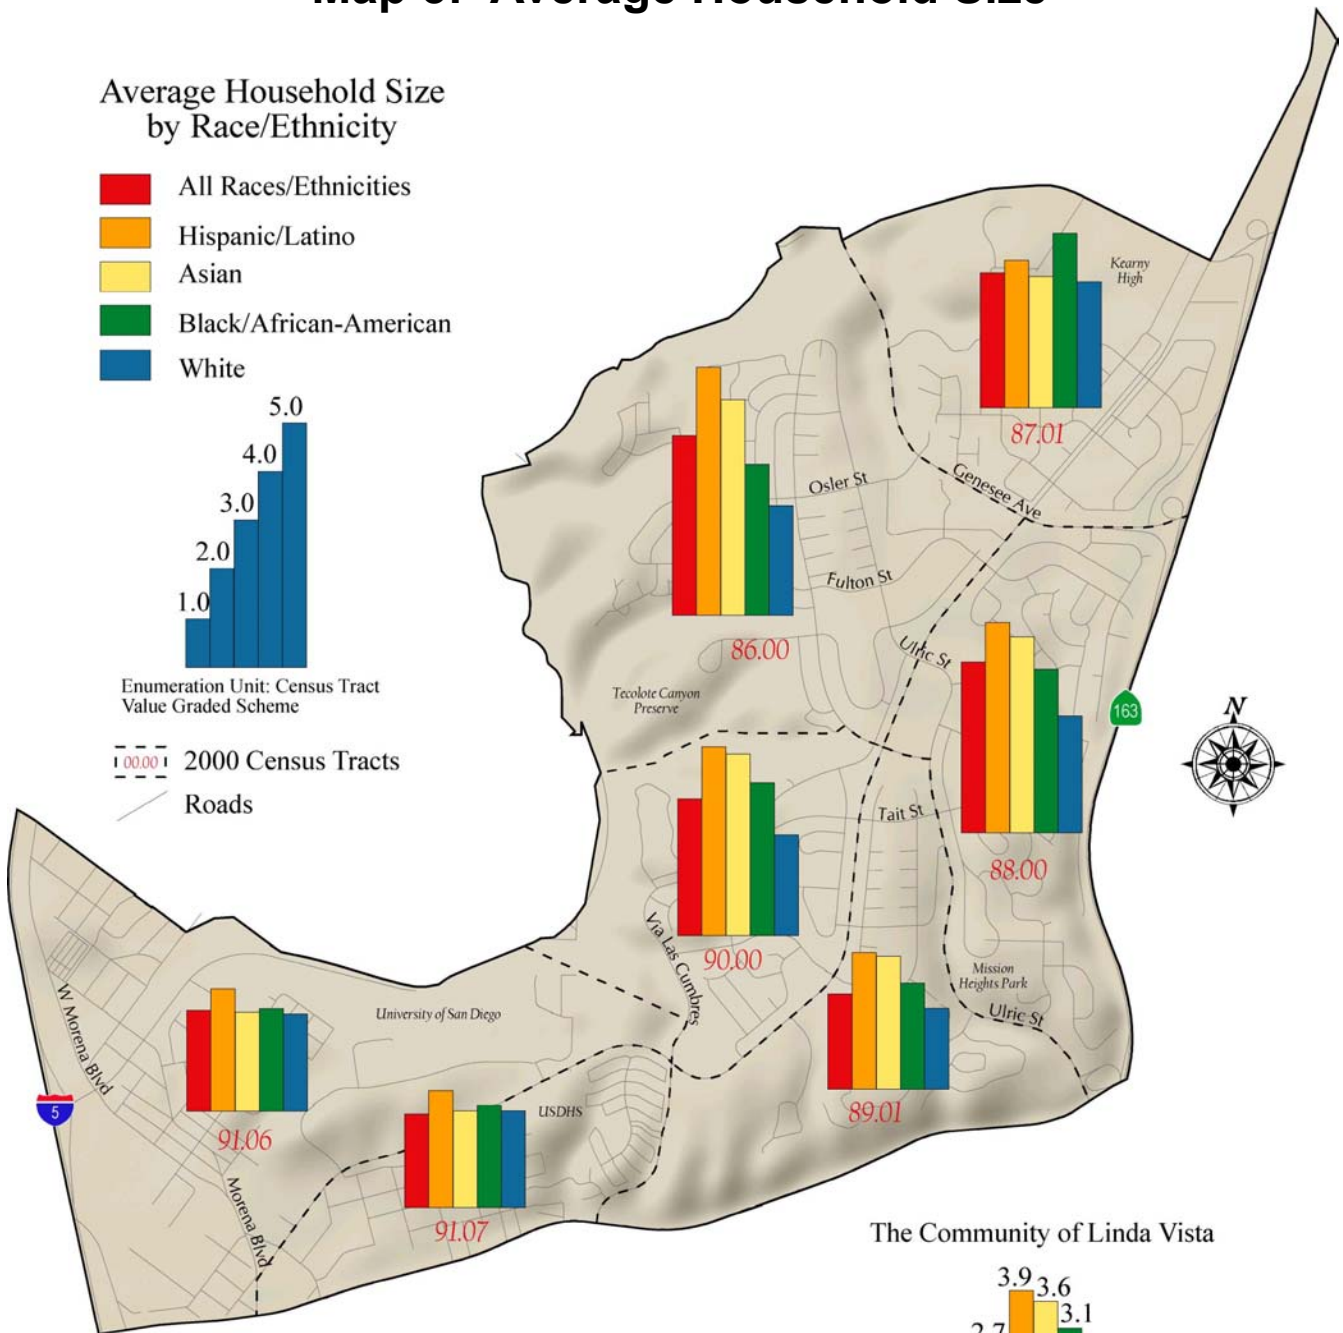 Average Household Size
by Race/Ethnicity
All Races/Ethnicities
Hispanic/Latino
Asian
Black/African-American
White
5.0
4.0
3.0
2.0
1.0
Enumeration Unit: Census Tract
Value Graded Scheme
00.00 2000 Census Tracts
Roads
Kearny
High
87.01
Genesee Ave
Osler St
Fulton St
86.00
Ulric St
Tecolote Canyon
Preserve
163
N
Tait St
88.00
Via Las Cumbres
90.00
Mission
Heights Park
Ulric St
89.01
University of San Diego
W Morena Blvd
5
91.06
USDHS
Morena Blvd
91.07
The Community of Linda Vista
3.9
3.6
3.1